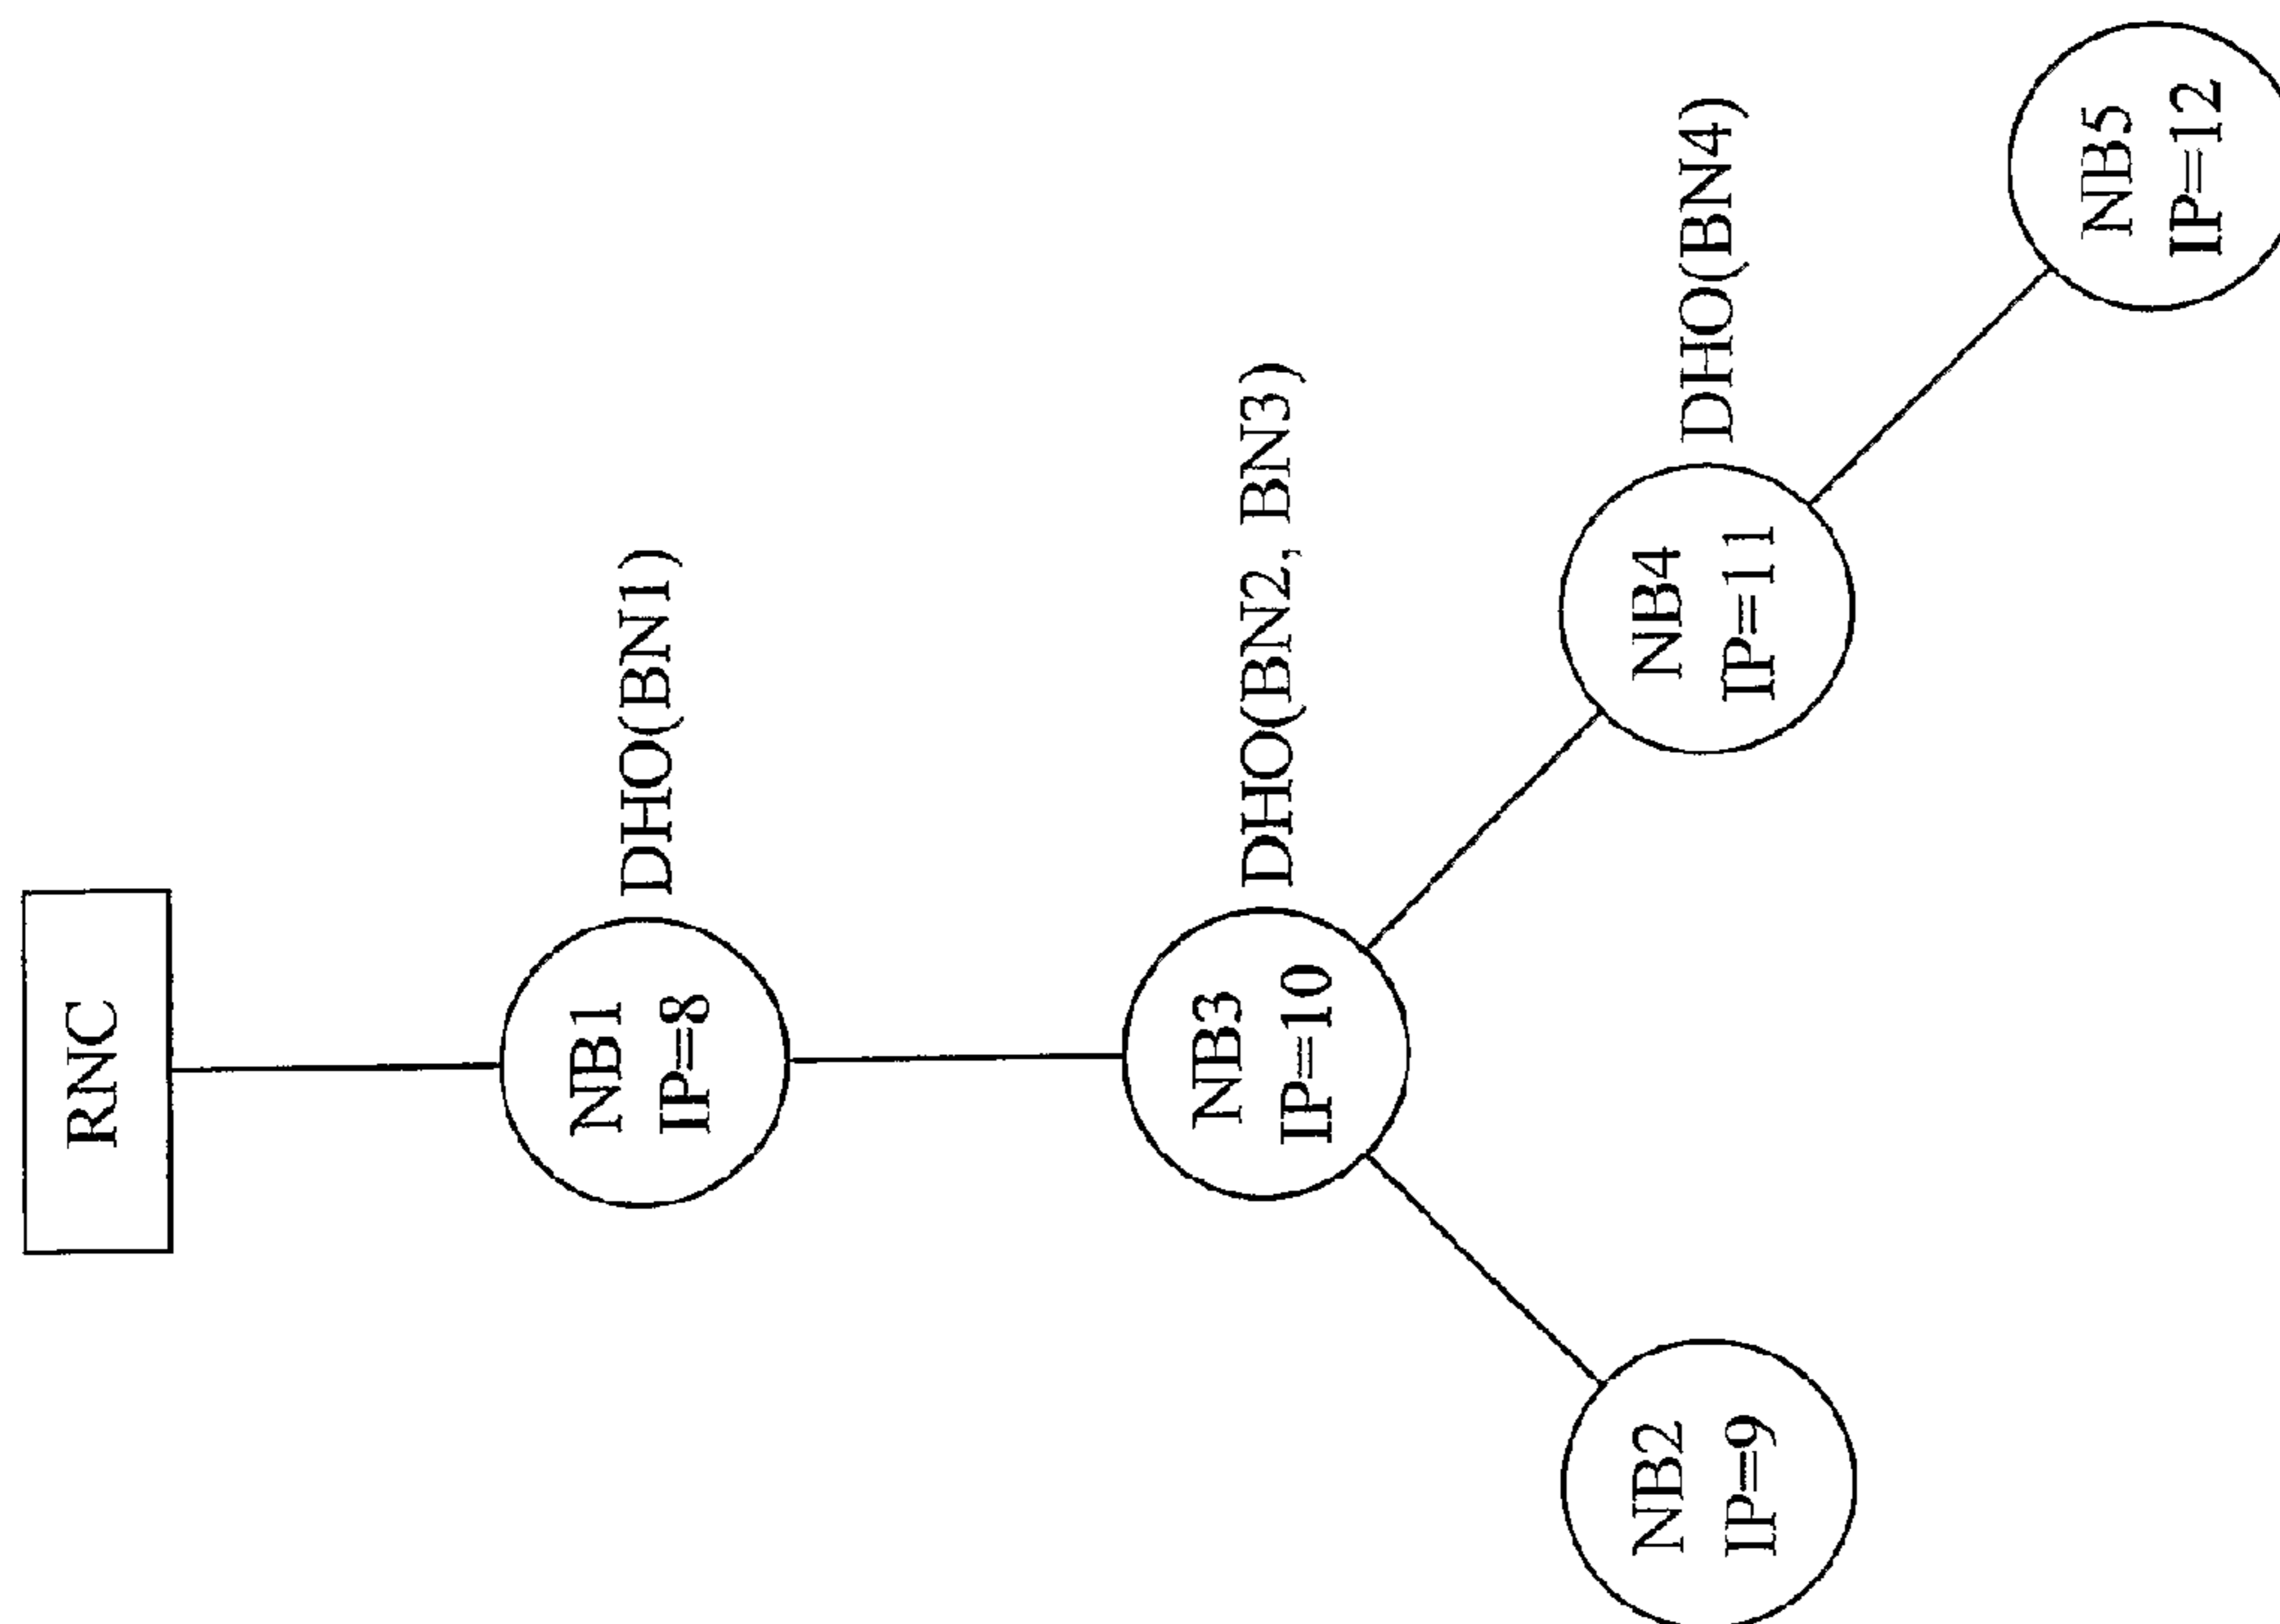 RNC
NB1
IP=8
DHO(BN1)
NB3
IP=10
DHO(BN2, BN3)
NB2
IP=9
NB4
IP=11
DHO(BN4)
NB5
IP=12